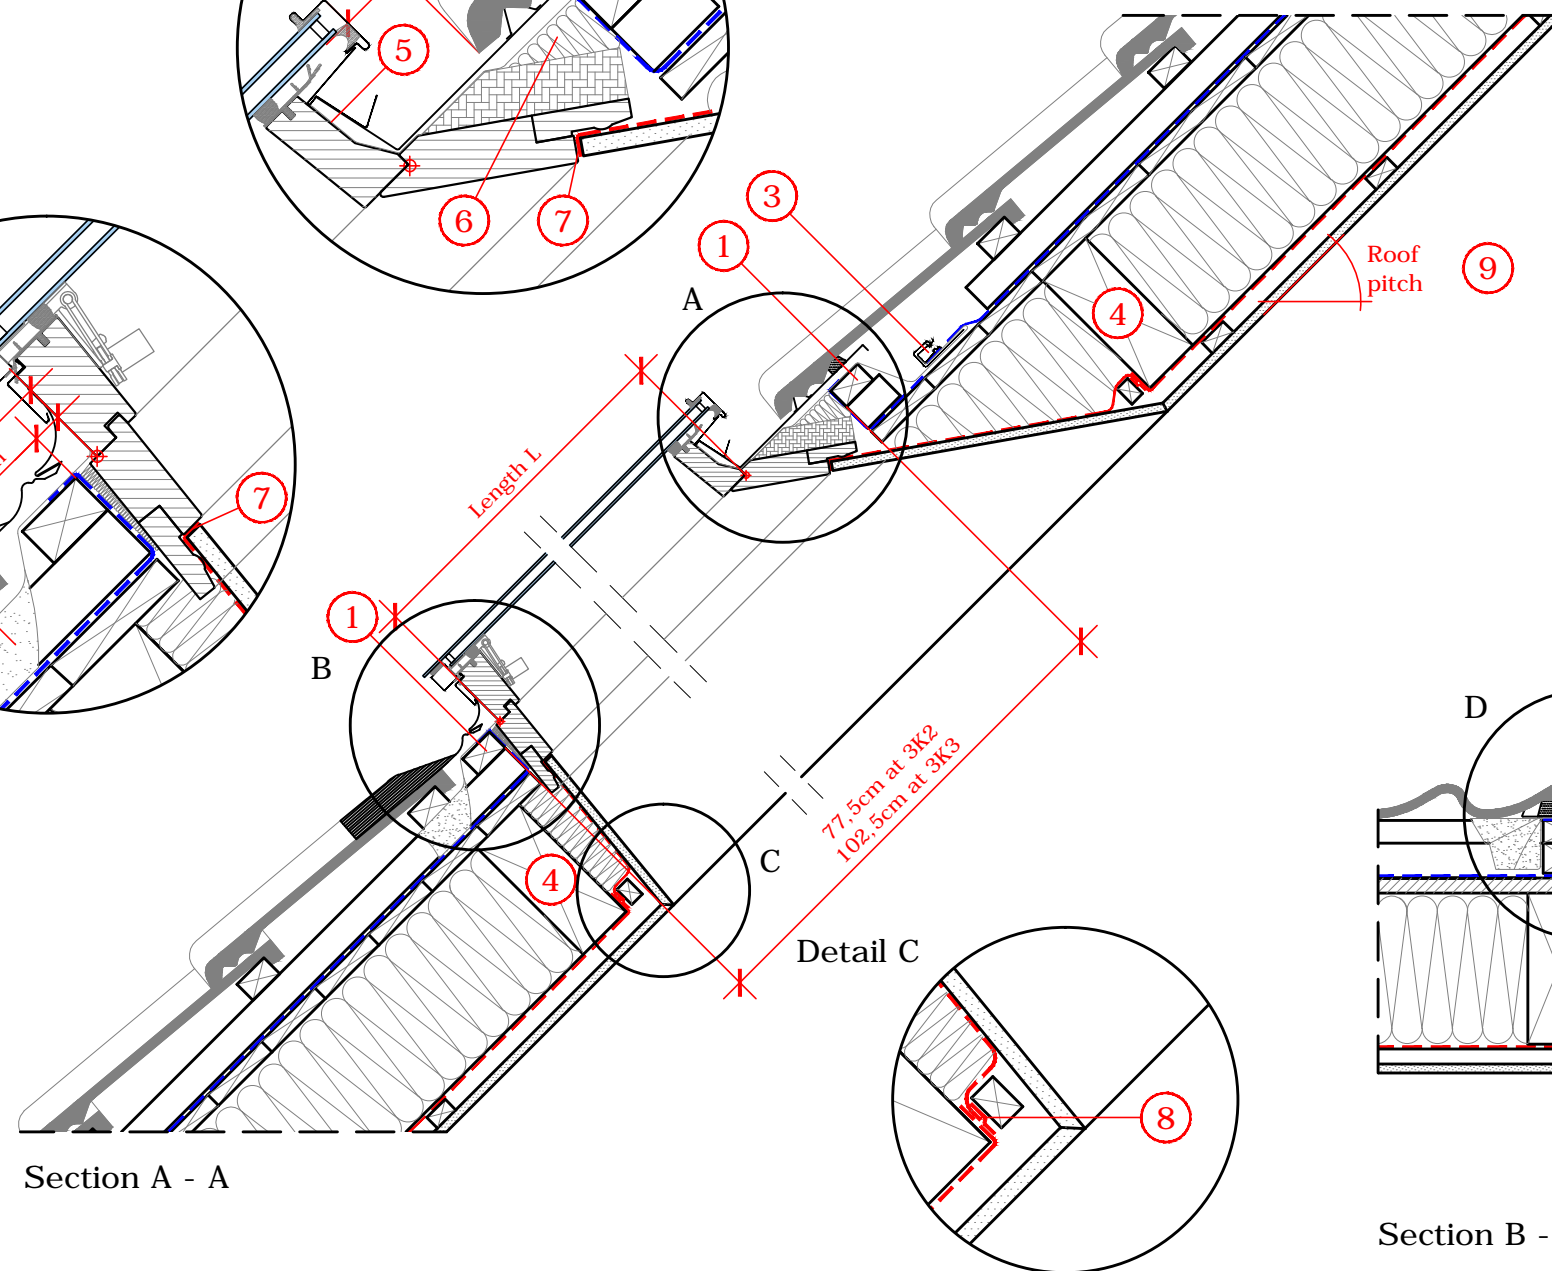 5
6
7
3
1
A
Roof
pitch
9
4
Length L
7
1
B
77,5cm at 3K2
102,5cm at 3K3
D
4
C
Detail C
8
Section A - A
Section B -